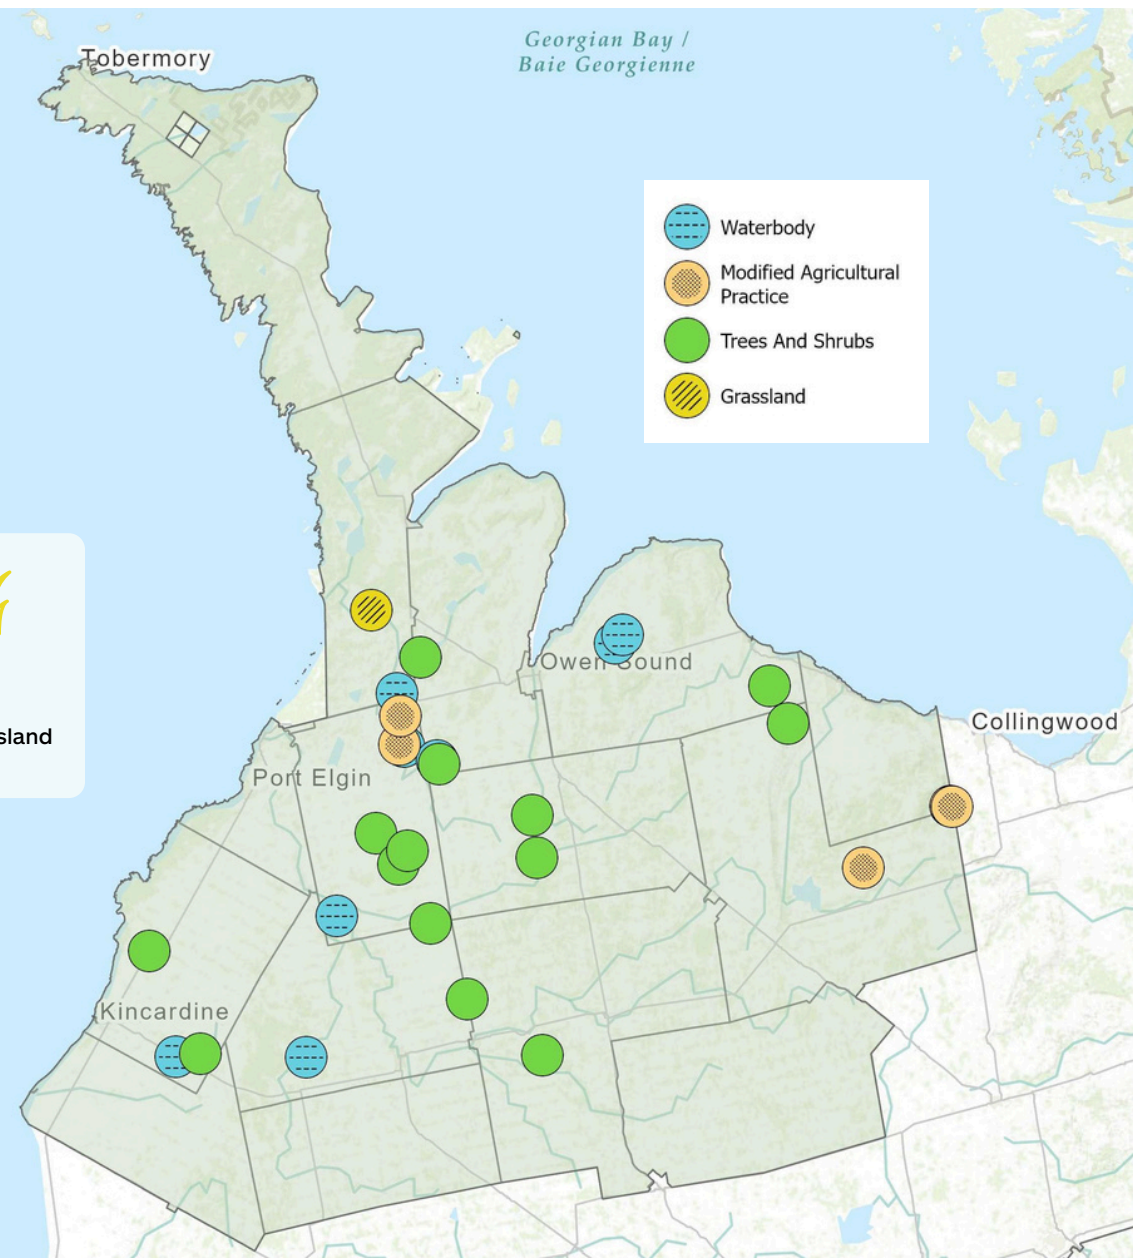 Tobermory
Georgian Bay /
Baie Georgienne
Waterbody
Modified Agricultural
Practice
Trees And Shrubs
Grassland
Owen Sound
Collingwood
sland
Port Elgin
Kincardine